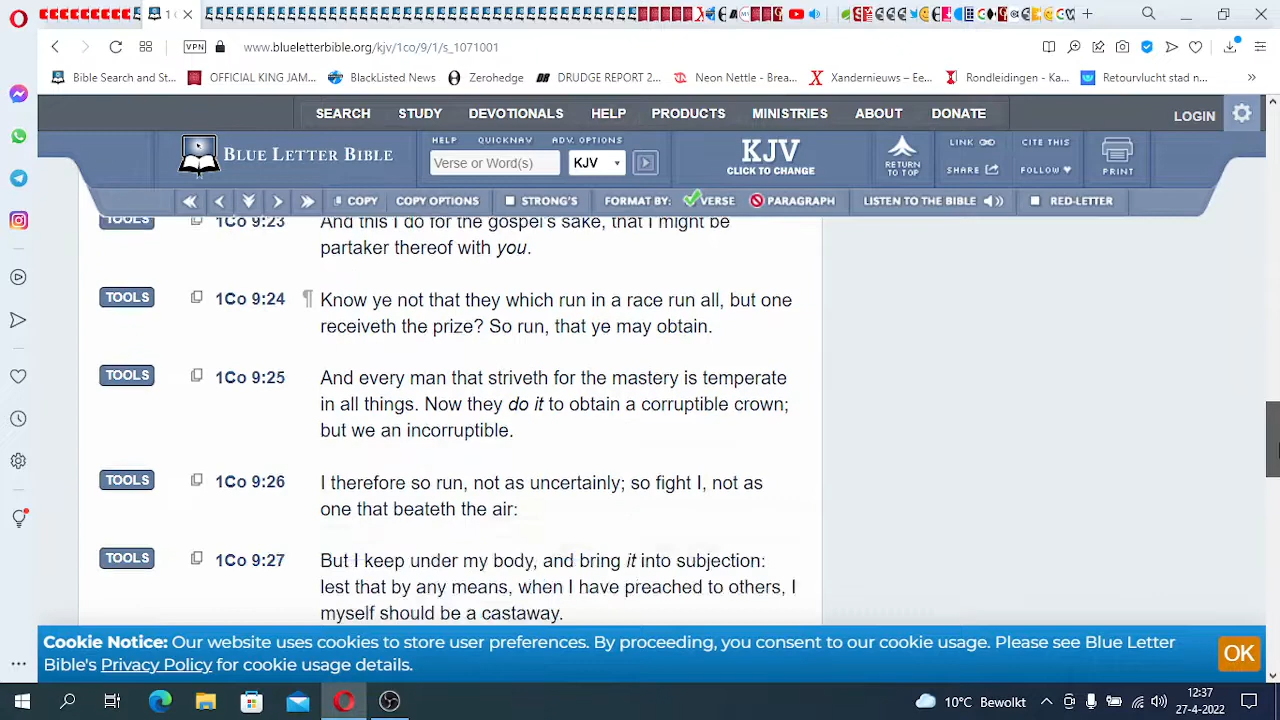 1
www.blueletterbible.org/kjv/1co/9/1/s_1071001
VPN
Bible Search and St...
OFFICIAL KING JAM...
BlackListed News
Zerohedge
DRUDGE REPORT 2...
Neon Nettle - Brea...
Xandernieuws – Ee...
Rondleidingen - Ka...
Retourvlucht stad n...
SEARCH STUDY DEVOTIONALS HELP PRODUCTS MINISTRIES ABOUT DONATE
LOGIN
BLUE LETTER BIBLE
HELP QUICKNAV ADV. OPTIONS
Verse or Word(s)
KJV
KJV
CLICK TO CHANGE
RETURN
TO TOP
LINK
CITE THIS
SHARE
FOLLOW
PRINT
COPY COPY OPTIONS STRONG'S FORMAT BY: VERSE PARAGRAPH LISTEN TO THE BIBLE RED-LETTER
TOOLS 1Co 9:23 And this I do for the gospel's sake, that I might be
partaker thereof with you.
TOOLS 1Co 9:24 ¶ Know ye not that they which run in a race run all, but one
receiveth the prize? So run, that ye may obtain.
TOOLS 1Co 9:25 And every man that striveth for the mastery is temperate
in all things. Now they do it to obtain a corruptible crown;
but we an incorruptible.
TOOLS 1Co 9:26 I therefore so run, not as uncertainly; so fight I, not as
one that beateth the air:
TOOLS 1Co 9:27 But I keep under my body, and bring it into subjection:
lest that by any means, when I have preached to others, I
myself should be a castaway.
Cookie Notice: Our website uses cookies to store user preferences. By proceeding, you consent to our cookie usage. Please see Blue Letter
Bible's Privacy Policy for cookie usage details.
OK
10°C Bewolkt
12:37
27-4-2022